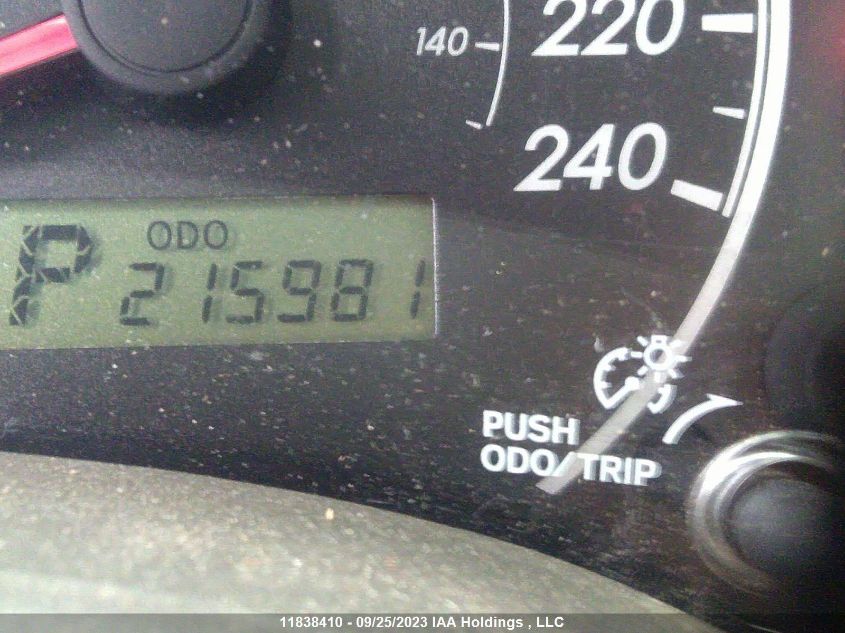 140
220
240
P ODO
215981
PUSH
ODO/TRIP
11838410 - 09/25/2023 IAA Holdings , LLC